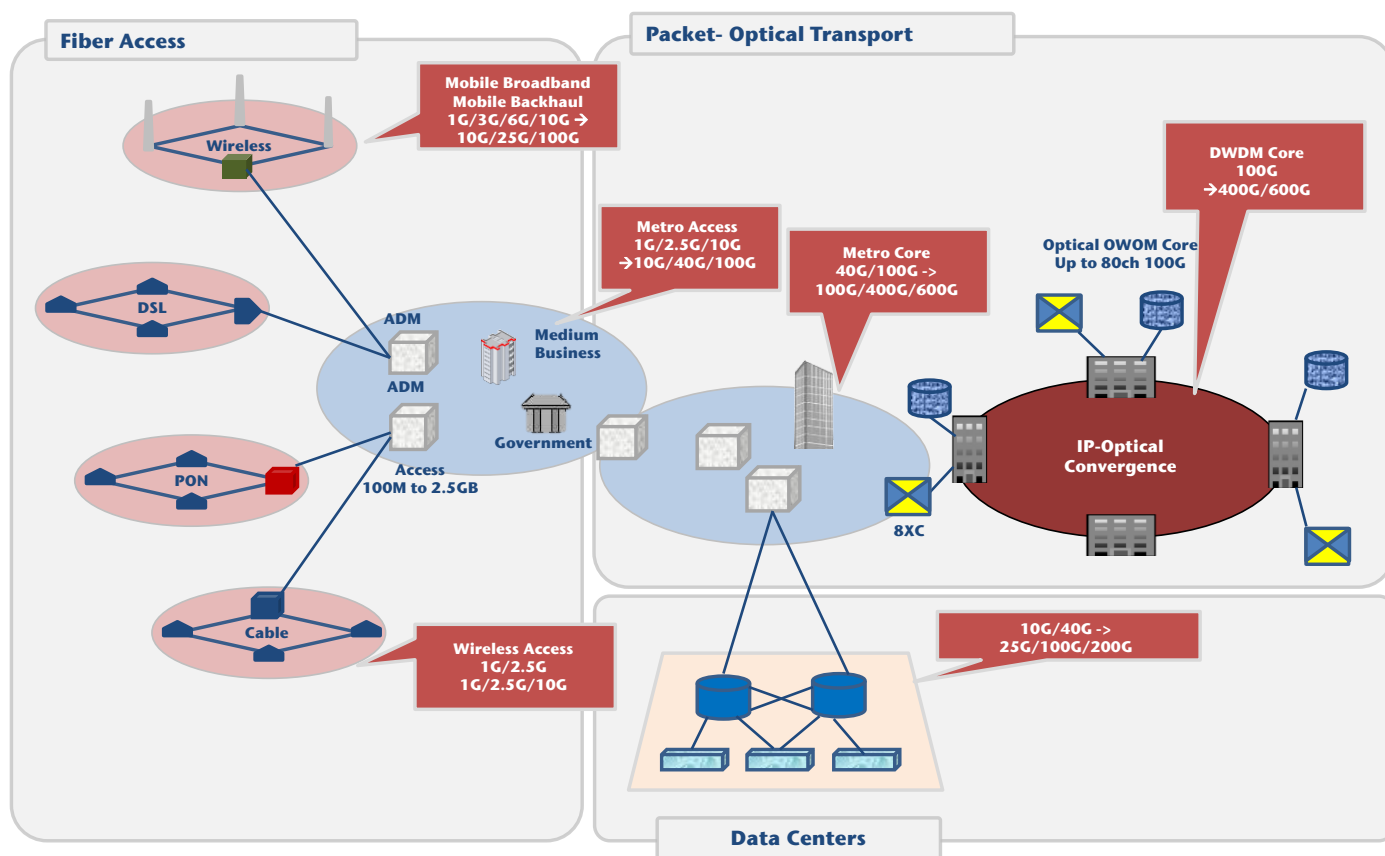 Fiber Access
Packet- Optical Transport
Mobile Broadband
Mobile Backhaul
1G/3G/6G/10G →
10G/25G/100G
Wireless
DWDM Core
100G
→400G/600G
Metro Access
1G/2.5G/10G
→10G/40G/100G
Metro Core
40G/100G ->
100G/400G/600G
Optical OWOM Core
Up to 80ch 100G
DSL
ADM
Medium
Business
ADM
Government
IP-Optical
Convergence
PON
Access
100M to 2.5GB
8XC
Cable
Wireless Access
1G/2.5G
1G/2.5G/10G
10G/40G ->
25G/100G/200G
Data Centers